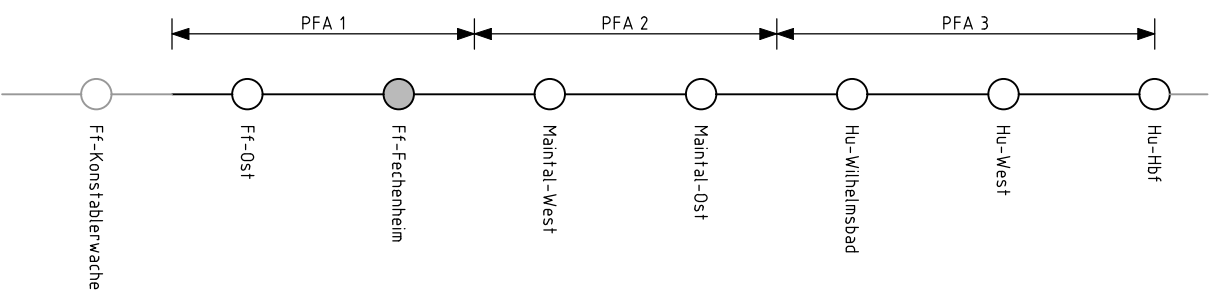 PFA 1
PFA 2
PFA 3
Ff-Konstablerwache
Ff-Ost
Ff-Fechenheim
Maintal-West
Maintal-Ost
Hu-Wilhelmsbad
Hu-West
Hu-Hbf